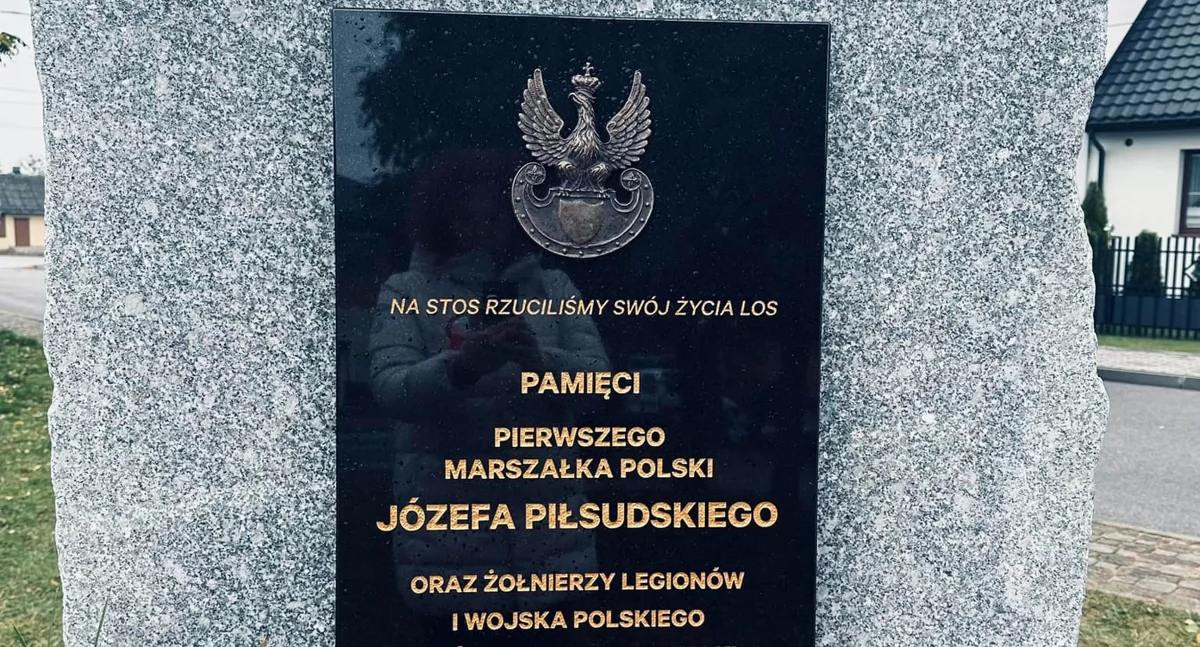 NA STOS RZUCILIŚMY SWÓJ ŻYCIA LOS
PAMIĘCI
PIERWSZEGO
MARSZAŁKA POLSKI
JÓZEFA PIŁSUDSKIEGO
ORAZ ŻOŁNIERZY LEGIONÓW
I WOJSKA POLSKIEGO